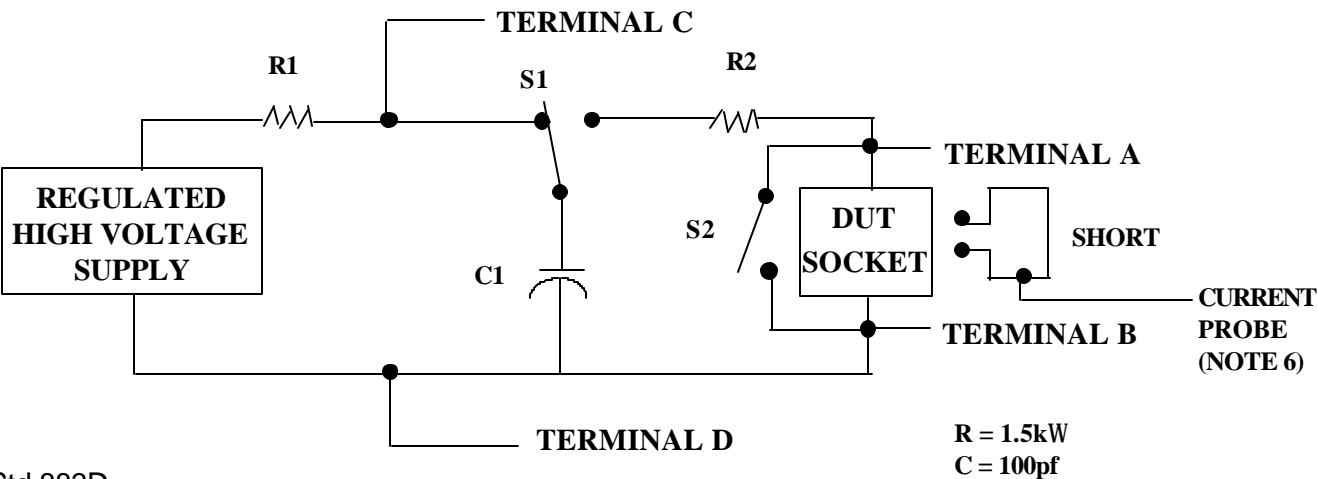 TERMINAL C
R1
S1
R2
TERMINAL A
REGULATED
HIGH VOLTAGE
SUPPLY
S2
DUT
SOCKET
SHORT
C1
CURRENT
PROBE
(NOTE 6)
TERMINAL B
TERMINAL D
R = 1.5kW
C = 100pf